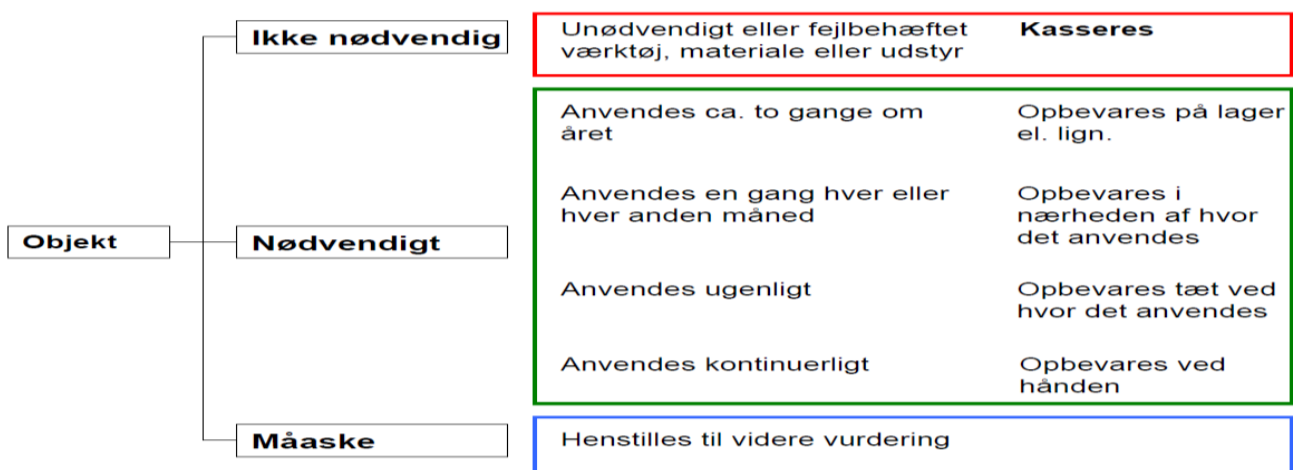 Ikke nødvendig
Unødvendigt eller fejlbehæftet
værktøj, materiale eller udstyr
Kasseres
Anvendes ca. to gange om
året
Opbevares på lager
el. lign.
Anvendes en gang hver eller
hver anden måned
Opbevares i
nærheden af hvor
det anvendes
Objekt
Nødvendigt
Anvendes ugenligt
Opbevares tæt ved
hvor det anvendes
Anvendes kontinuerligt
Opbevares ved
hånden
Måaske
Henstilles til videre vurdering